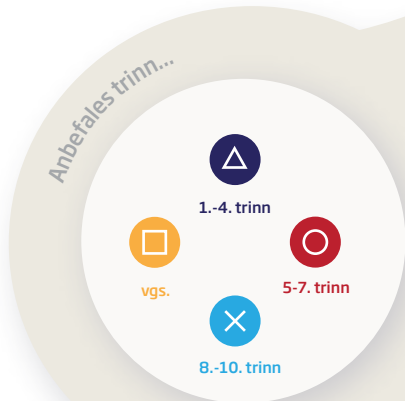 Anbefales trinn...
1.-4. trinn
vgs.
5-7. trinn
8.-10. trinn